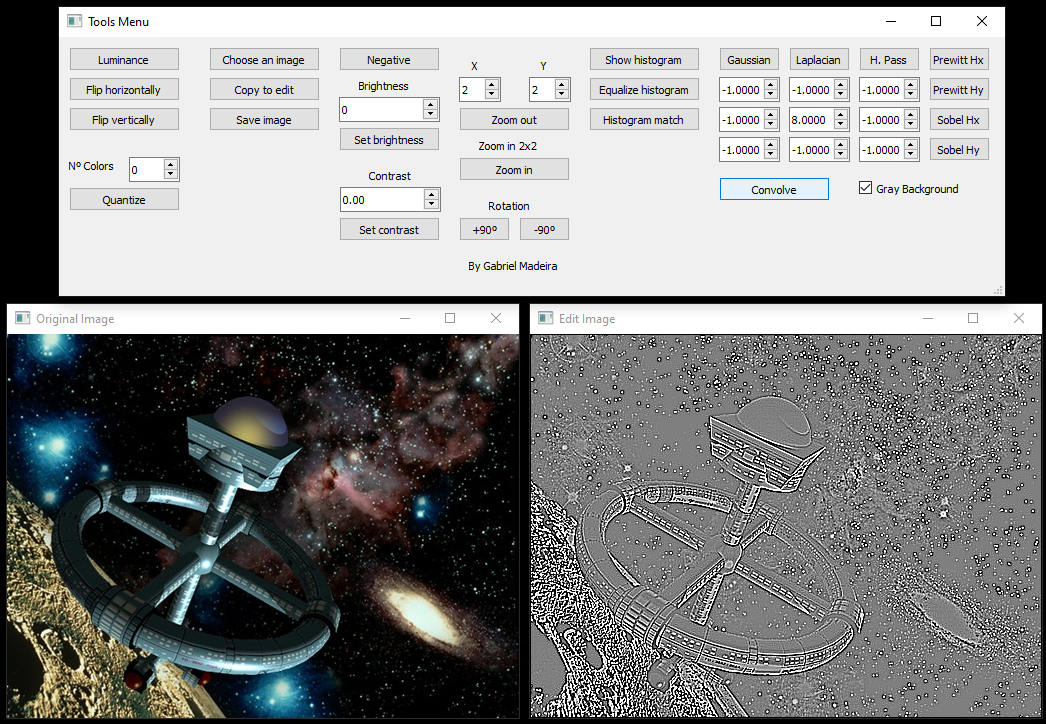 Tools Menu
Luminance
Choose an image
Negative
X
Y
Show histogram
Gaussian
Laplacian
H. Pass
Prewitt Hx
Flip horizontally
Copy to edit
Brightness
2
2
Equalize histogram
-1.0000
-1.0000
-1.0000
Prewitt Hy
Flip vertically
Save image
0
Zoom out
Histogram match
-1.0000
8.0000
-1.0000
Sobel Hx
Set brightness
Zoom in 2x2
-1.0000
-1.0000
-1.0000
Sobel Hy
Nº Colors
0
Contrast
Zoom in
Quantize
0.00
Rotation
Convolve
Gray Background
Set contrast
+90º
-90º
By Gabriel Madeira
Original Image
Edit Image